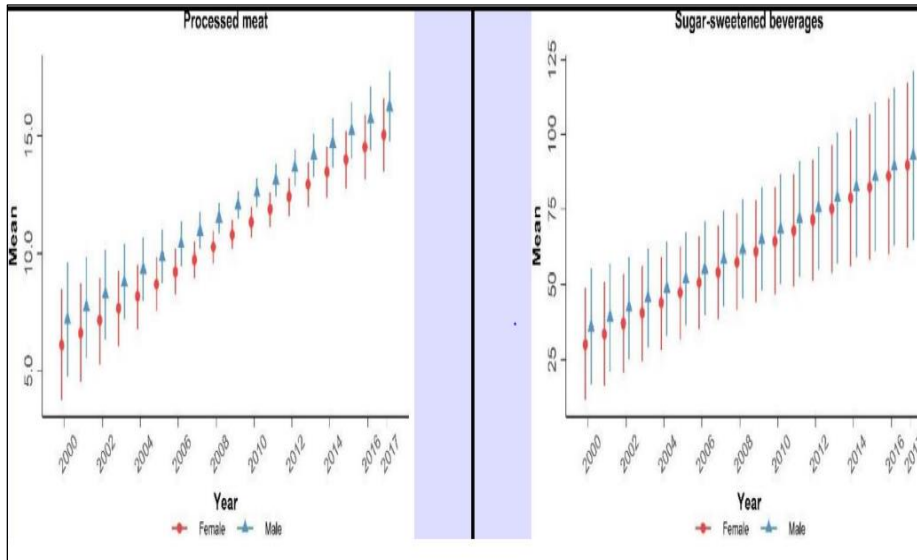 Processed meat
Mean
15.0
10.0
5.0
2000 2002 2004 2006 2008 2010 2012 2014 2016 2017
Year
Female Male
Sugar-sweetened beverages
Mean
125
100
75
50
25
2000 2002 2004 2006 2008 2010 2012 2014 2016
Year
Female Male